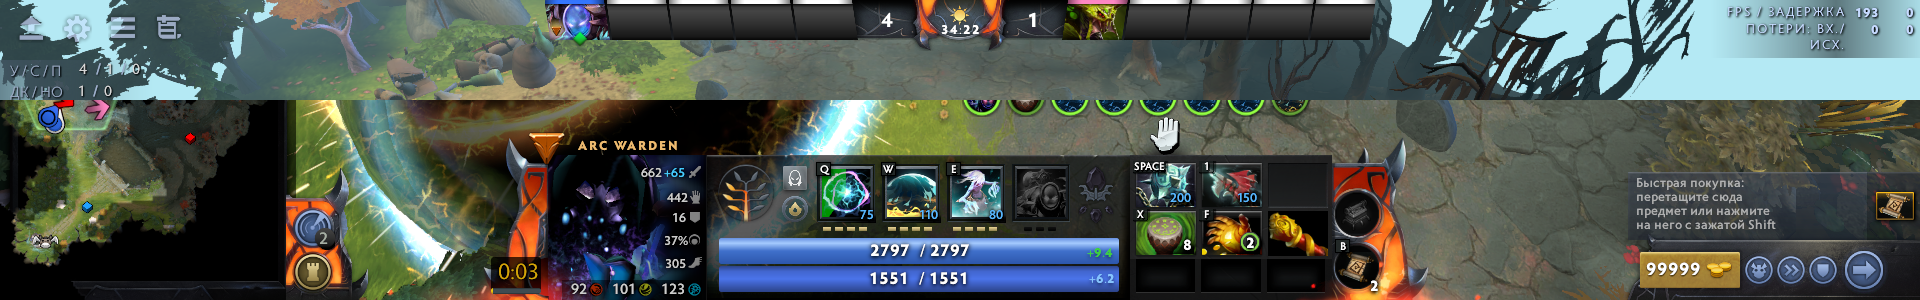 4
34:22
1
FPS / ЗАДЕРЖКА 193 0
ПОТЕРИ: ВХ./ИСХ. 0 0
У/С/П 4 / 1 / 0
ДК/НО 1 / 0
ARC WARDEN
662+65
442
16
37%
305
92 101 123
0:03
2
Q 75
W 110
E 80
2797 / 2797 +9.4
1551 / 1551 +6.2
SPACE 200
1 150
X 8
F 2
B 2
Быстрая покупка:
перетащите сюда
предмет или нажмите
на него с зажатой Shift
99999